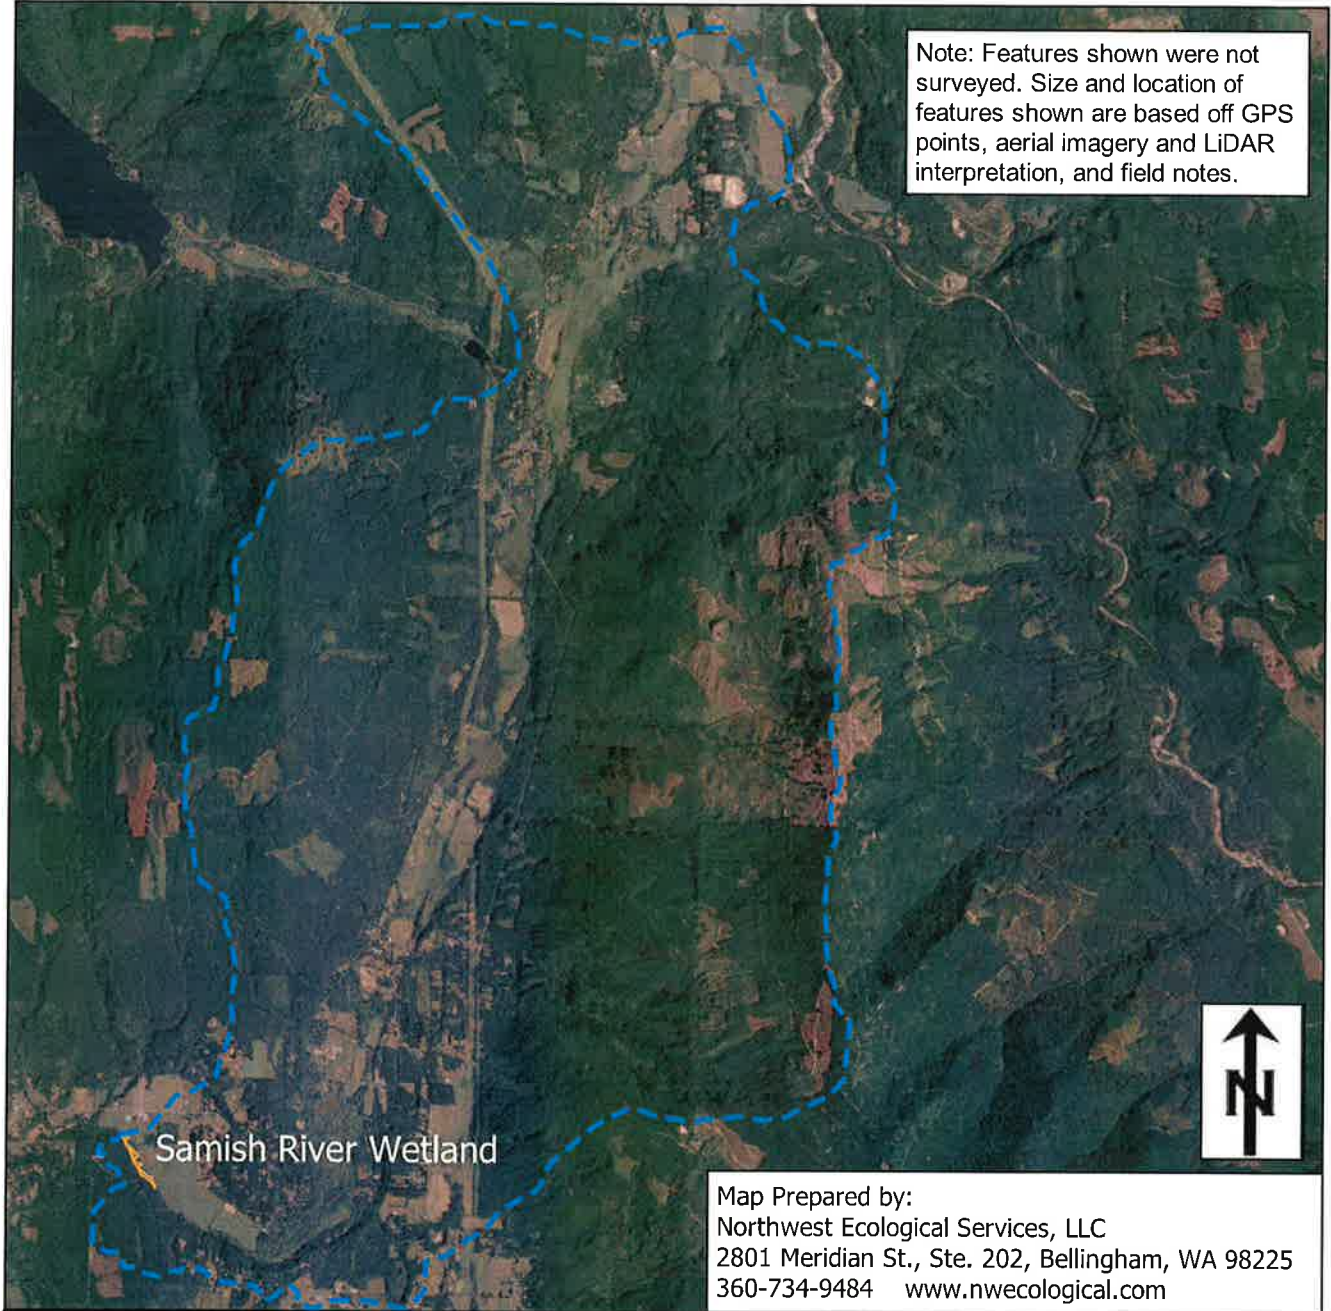 Note: Features shown were not
surveyed. Size and location of
features shown are based off GPS
points, aerial imagery and LiDAR
interpretation, and field notes.
N
Samish River Wetland
Map Prepared by:
Northwest Ecological Services, LLC
2801 Meridian St., Ste. 202, Bellingham, WA 98225
360-734-9484 www.nwecological.com